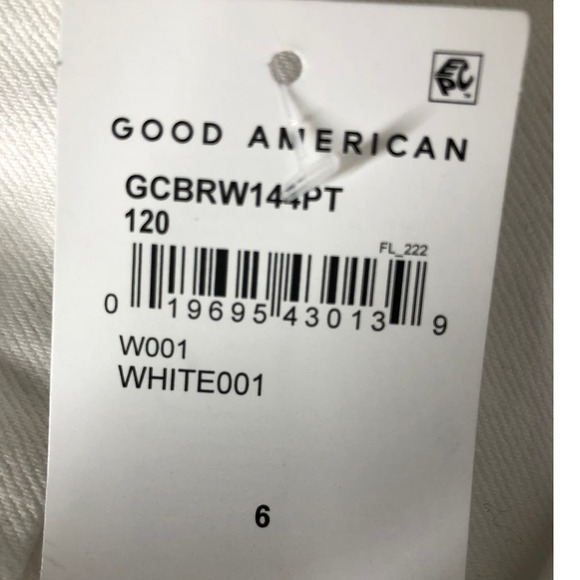 GOOD AMERICAN
GCBRW144PT
120
FL_222
0 19695 43013 9
W001
WHITE001
6